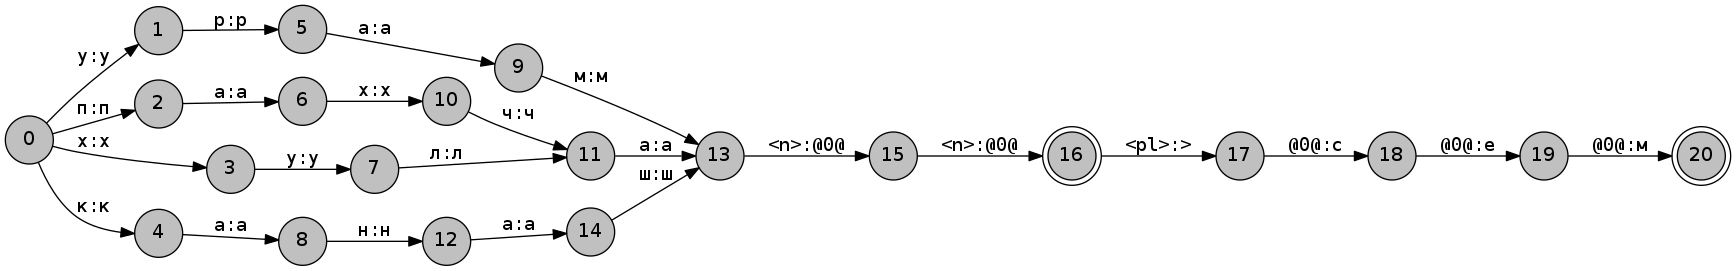 0 у:у 1 р:р 5 а:а 9 м:м
п:п 2 а:а 6 х:х 10 ч:ч
х:х 3 у:у 7 л:л 11 а:а 13 <n>:@0@ 15 <n>:@0@ 16 <pl>:> 17 @0@:с 18 @0@:е 19 @0@:м 20
к:к 4 а:а 8 н:н 12 а:а 14 ш:ш